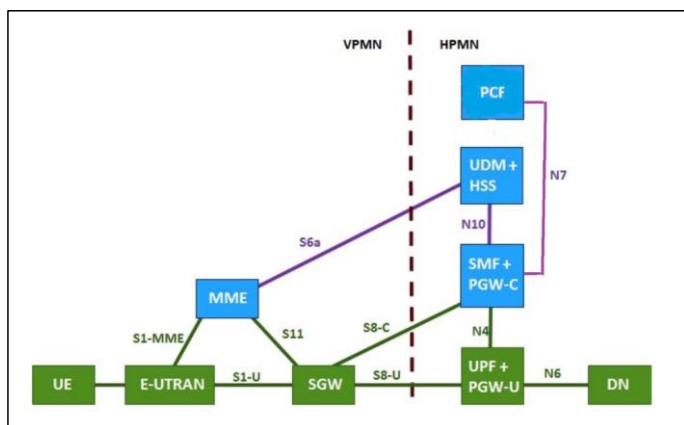 VPMN HPMN
PCF
UDM +
HSS
N7
S6a
N10
MME
SMF +
PGW-C
S1-MME
S11
S8-C
N4
UE
E-UTRAN
S1-U
SGW
S8-U
UPF +
PGW-U
N6
DN